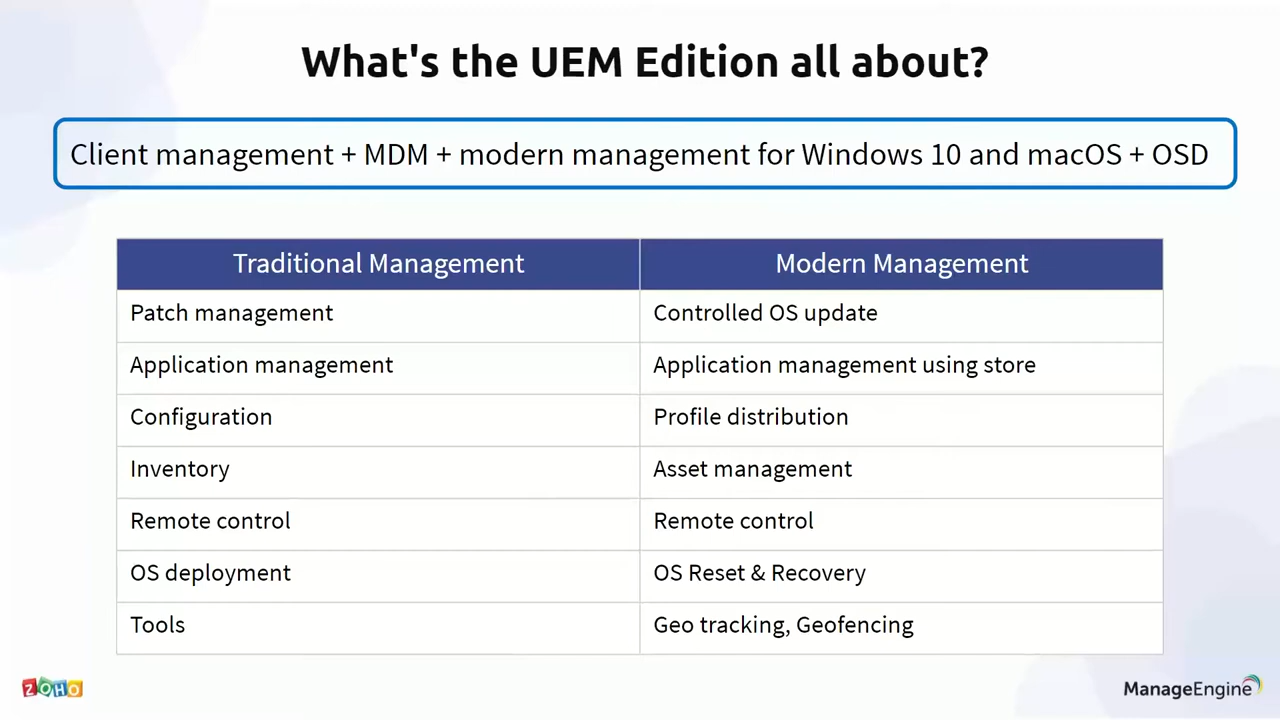 What's the UEM Edition all about?
Client management + MDM + modern management for Windows 10 and macOS + OSD
Traditional Management
Modern Management
Patch management
Controlled OS update
Application management
Application management using store
Configuration
Profile distribution
Inventory
Asset management
Remote control
Remote control
OS deployment
OS Reset & Recovery
Tools
Geo tracking, Geofencing
ZOHO
ManageEngine